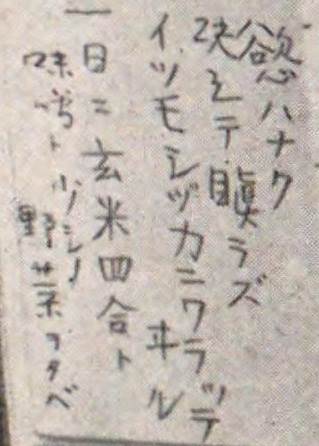 慾ハナク
決シテ瞋ラズ
イツモシヅカニワラッテヰル
一日ニ玄米四合ト
味噌ト少シノ野菜ヲタベ